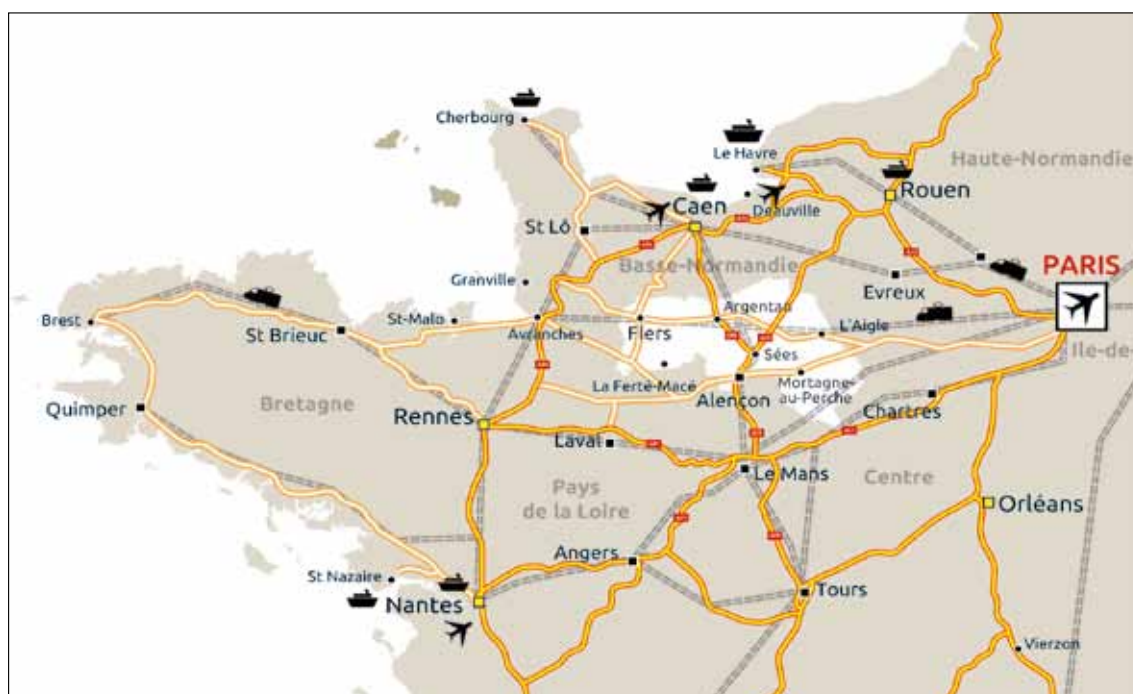 Cherbourg
Le Havre
Haute-Normandie
Rouen
Caen
Deauville
St Lô
Basse-Normandie
PARIS
Granville
Evreux
Argentan
Brest
St-Malo
St Brieuc
Avranches
Flers
L'Aigle
Ile-de-
Sées
La Ferté-Macé
Mortagne-
au-Perche
Alençon
Quimper
Bretagne
Chartres
Rennes
Laval
Le Mans
Centre
Pays
de la Loire
Orléans
Angers
St Nazaire
Nantes
Tours
Vierzon